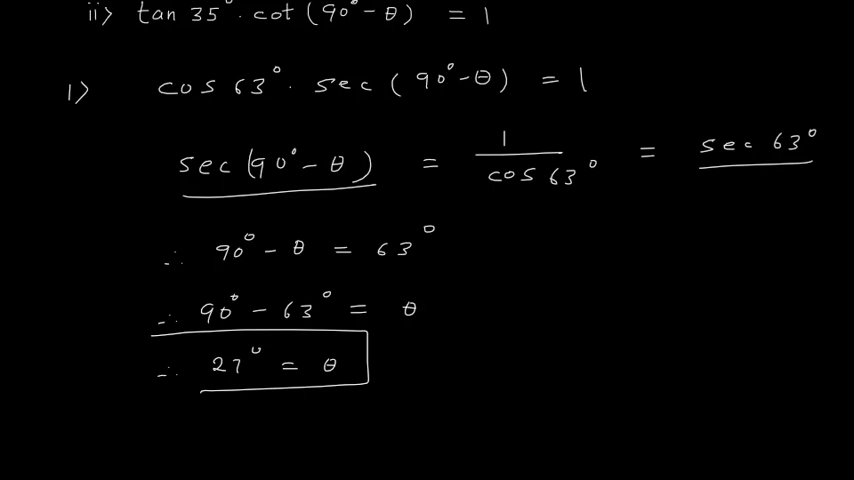 ii) tan 35° . cot (90° - θ) = 1
1) cos 63° . sec (90° - θ) = 1
sec (90° - θ) = 1 / cos 63° = sec 63°
∴ 90° - θ = 63°
∴ 90° - 63° = θ
∴ 27° = θ